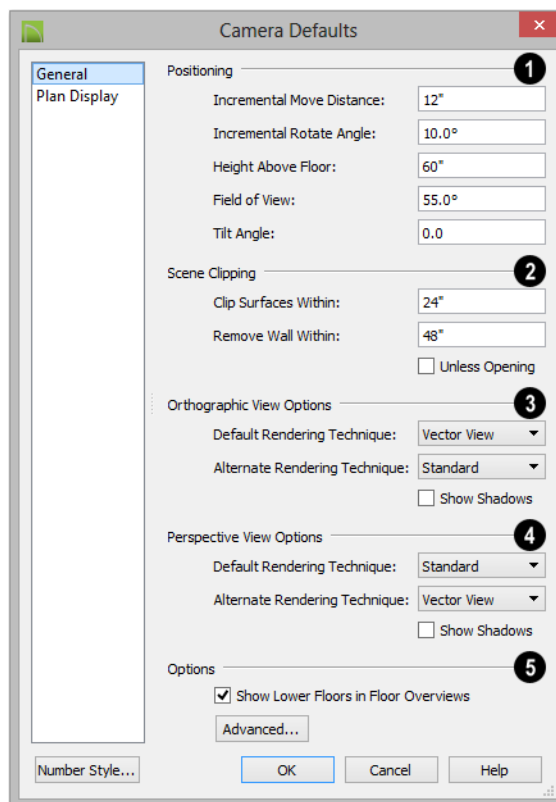 Camera Defaults
General
Plan Display
Positioning 1
Incremental Move Distance: 12"
Incremental Rotate Angle: 10.0°
Height Above Floor: 60"
Field of View: 55.0°
Tilt Angle: 0.0
Scene Clipping 2
Clip Surfaces Within: 24"
Remove Wall Within: 48"
Unless Opening
Orthographic View Options 3
Default Rendering Technique: Vector View
Alternate Rendering Technique: Standard
Show Shadows
Perspective View Options 4
Default Rendering Technique: Standard
Alternate Rendering Technique: Vector View
Show Shadows
Options 5
Show Lower Floors in Floor Overviews
Advanced...
Number Style... OK Cancel Help